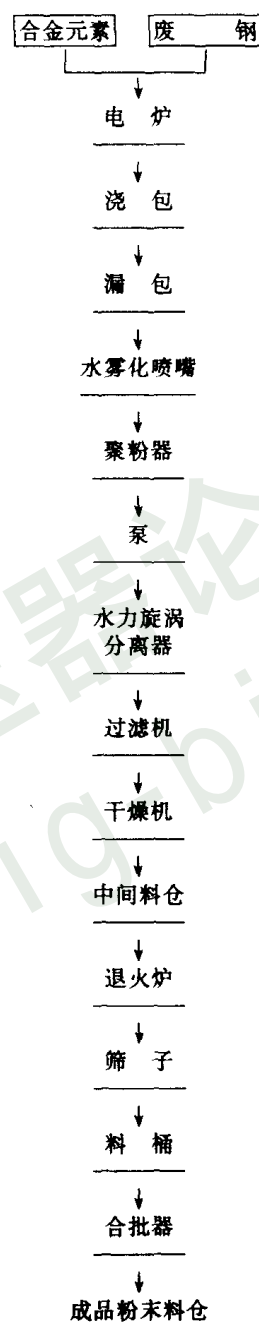 合金元素 废 钢
电 炉
浇 包
漏 包
水雾化喷嘴
聚粉器
泵
水力旋涡
分离器
过滤机
干燥机
中间料仓
退火炉
筛 子
料 桶
合批器
成品粉末料仓